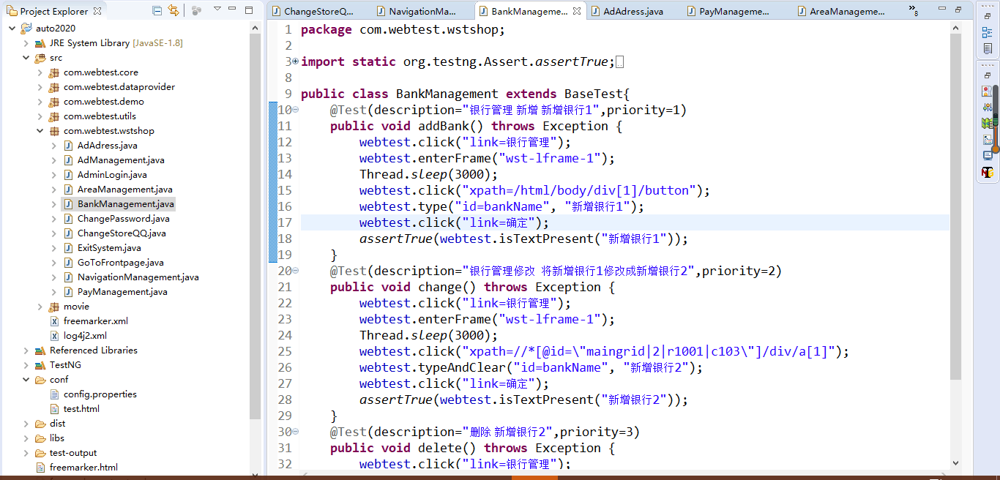 Project Explorer
auto2020
JRE System Library [JavaSE-1.8]
src
com.webtest.core
com.webtest.dataprovider
com.webtest.demo
com.webtest.utils
com.webtest.wstshop
AdAdress.java
AdManagement.java
AdminLogin.java
AreaManagement.java
BankManagement.java
ChangePassword.java
ChangeStoreQQ.java
ExitSystem.java
GoToFrontpage.java
NavigationManagement.java
PayManagement.java
movie
freemarker.xml
log4j2.xml
Referenced Libraries
TestNG
conf
config.properties
test.html
dist
libs
test-output
freemarker.html
ChangeStoreQ... NavigationMa... BankManageme... AdAdress.java PayManageme... AreaManageme... »8
1 package com.webtest.wstshop;
2
3 import static org.testng.Assert.assertTrue;
8
9 public class BankManagement extends BaseTest{
10 @Test(description="银行管理 新增 新增银行1",priority=1)
11 public void addBank() throws Exception {
12 webtest.click("link=银行管理");
13 webtest.enterFrame("wst-lframe-1");
14 Thread.sleep(3000);
15 webtest.click("xpath=/html/body/div[1]/button");
16 webtest.type("id=bankName", "新增银行1");
17 webtest.click("link=确定");
18 assertTrue(webtest.isTextPresent("新增银行1"));
19 }
20 @Test(description="银行管理修改  将新增银行1修改成新增银行2",priority=2)
21 public void change() throws Exception {
22 webtest.click("link=银行管理");
23 webtest.enterFrame("wst-lframe-1");
24 Thread.sleep(3000);
25 webtest.click("xpath=//*[@id=\"maingrid|2|r1001|c103\"]/div/a[1]");
26 webtest.typeAndClear("id=bankName", "新增银行2");
27 webtest.click("link=确定");
28 assertTrue(webtest.isTextPresent("新增银行2"));
29 }
30 @Test(description="删除 新增银行2",priority=3)
31 public void delete() throws Exception {
32 webtest.click("link=银行管理");